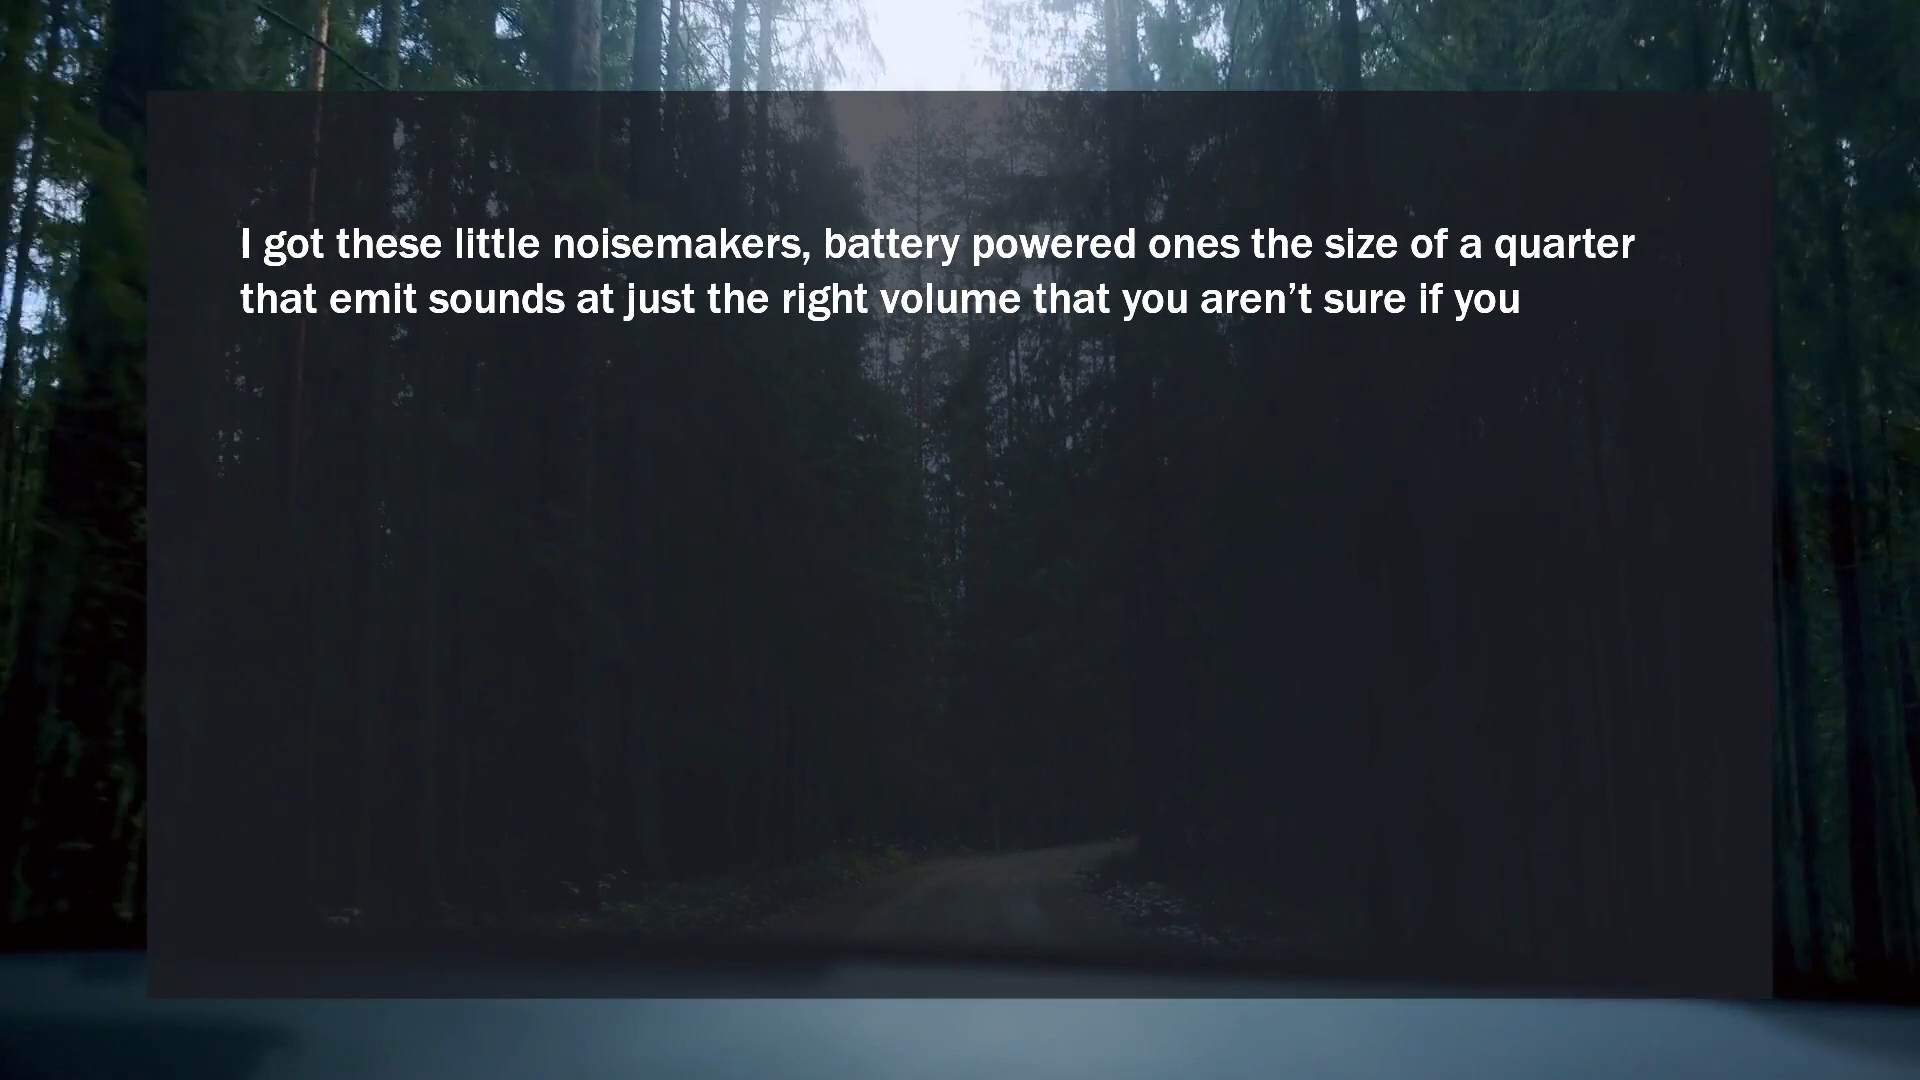 I got these little noisemakers, battery powered ones the size of a quarter
that emit sounds at just the right volume that you aren’t sure if you